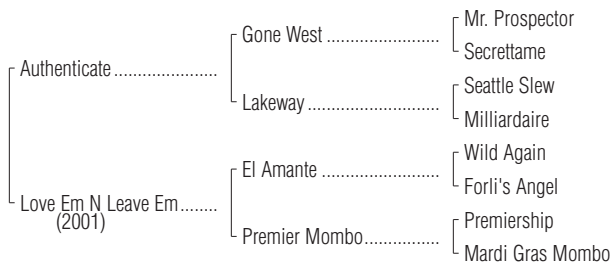 Mr. Prospector
Gone West ..........................
Secrettame
Authenticate ........................
Seattle Slew
Lakeway ..............................
Milliardaire
Wild Again
El Amante ...........................
Forli's Angel
Love Em N Leave Em ........
(2001)
Premiership
Premier Mombo .................
Mardi Gras Mombo